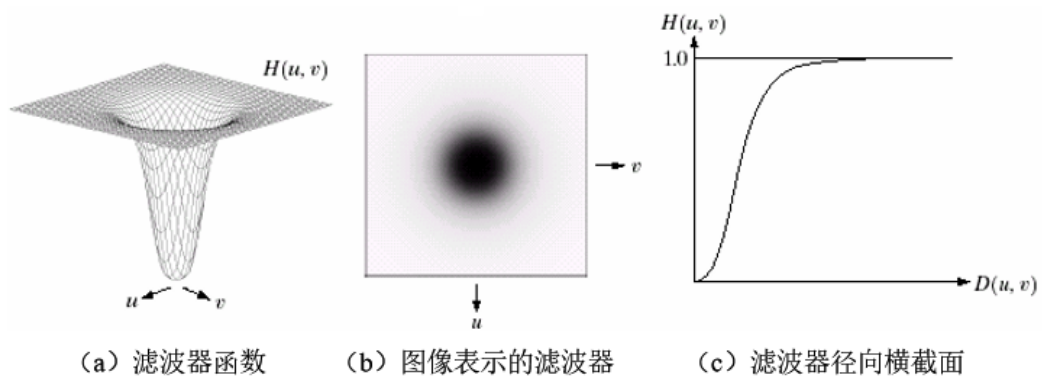 H(u, v)
u
v
（a）滤波器函数
v
u
（b）图像表示的滤波器
H(u, v)
1.0
D(u, v)
（c）滤波器径向横截面